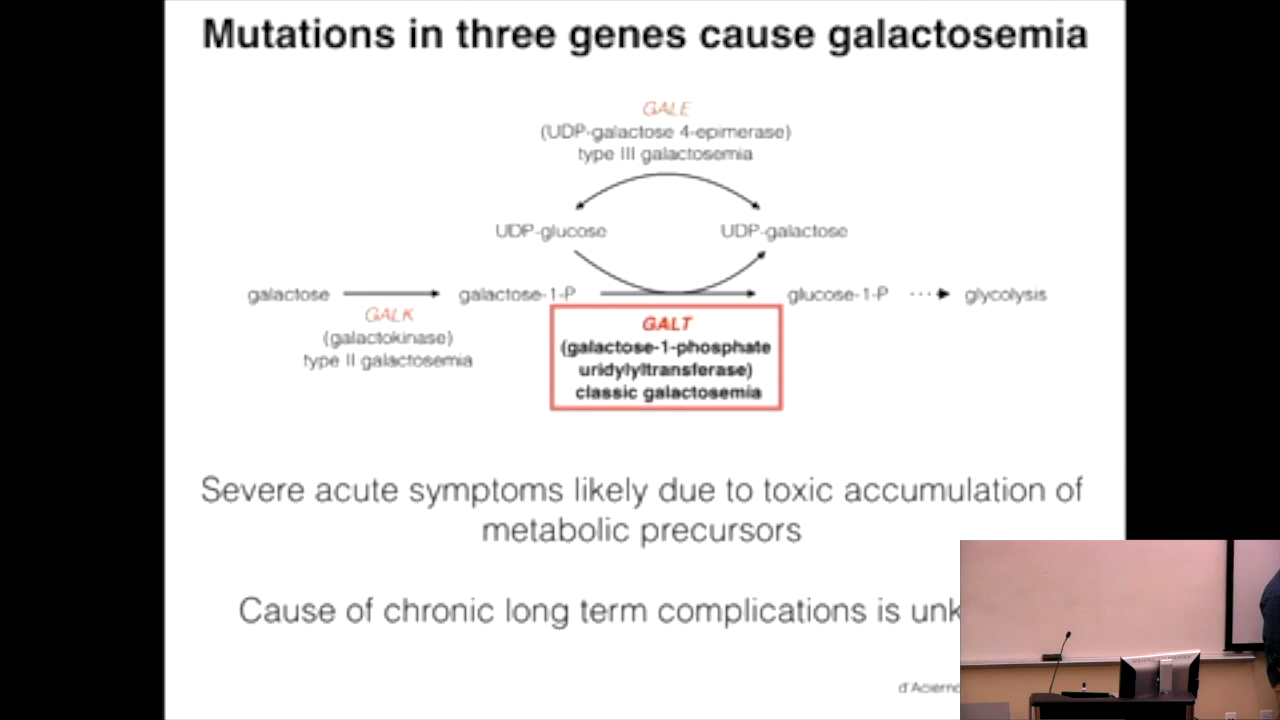 Mutations in three genes cause galactosemia
GALE
(UDP-galactose 4-epimerase)
type III galactosemia
UDP-glucose
UDP-galactose
galactose
galactose-1-P
glucose-1-P
glycolysis
GALK
(galactokinase)
type II galactosemia
GALT
(galactose-1-phosphate
uridylyltransferase)
classic galactosemia
Severe acute symptoms likely due to toxic accumulation of
metabolic precursors
Cause of chronic long term complications is